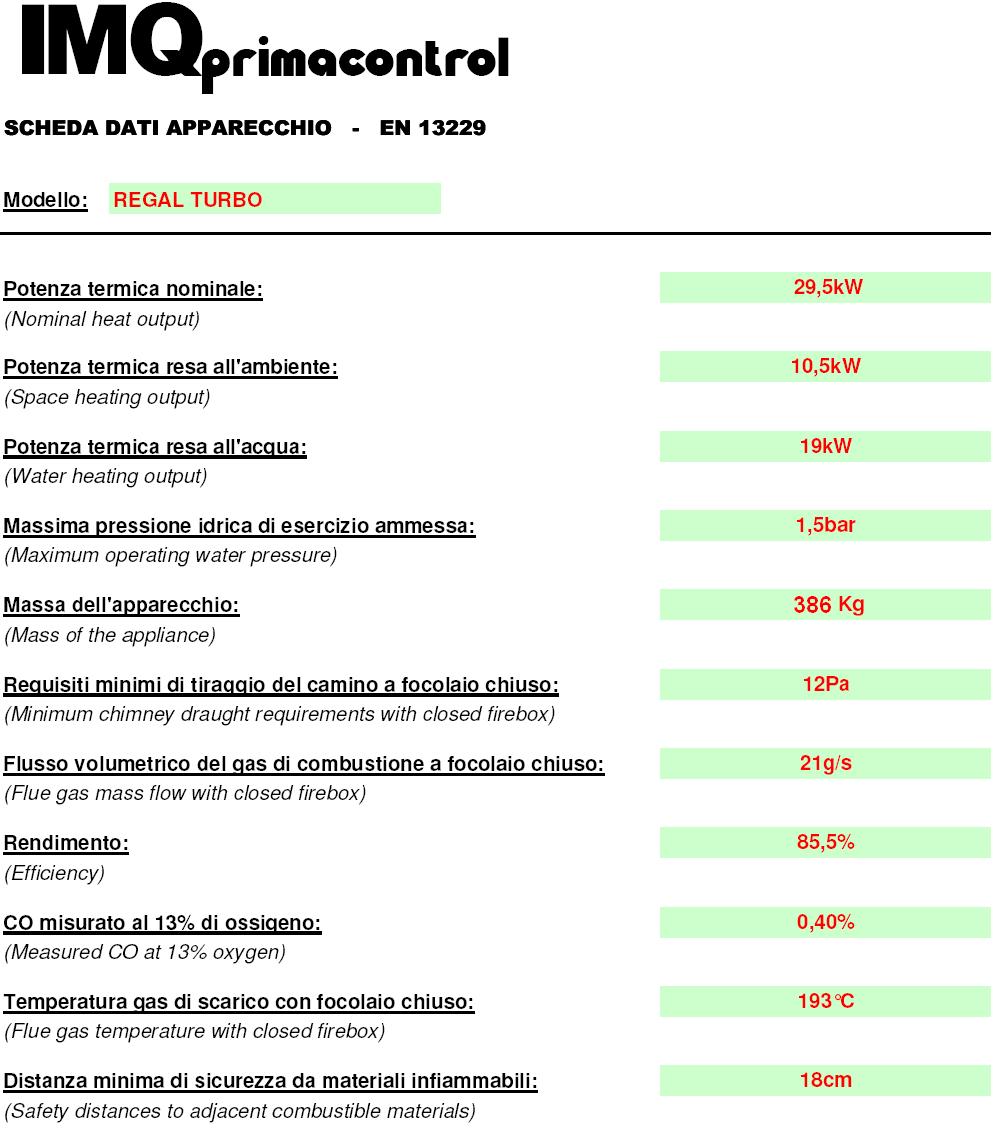 IMQprimacontrol
SCHEDA DATI APPARECCHIO - EN 13229
Modello: REGAL TURBO
Potenza termica nominale: 29,5kW
(Nominal heat output)
Potenza termica resa all'ambiente: 10,5kW
(Space heating output)
Potenza termica resa all'acqua: 19kW
(Water heating output)
Massima pressione idrica di esercizio ammessa: 1,5bar
(Maximum operating water pressure)
Massa dell'apparecchio: 386 Kg
(Mass of the appliance)
Requisiti minimi di tiraggio del camino a focolaio chiuso: 12Pa
(Minimum chimney draught requirements with closed firebox)
Flusso volumetrico del gas di combustione a focolaio chiuso: 21g/s
(Flue gas mass flow with closed firebox)
Rendimento: 85,5%
(Efficiency)
CO misurato al 13% di ossigeno: 0,40%
(Measured CO at 13% oxygen)
Temperatura gas di scarico con focolaio chiuso: 193°C
(Flue gas temperature with closed firebox)
Distanza minima di sicurezza da materiali infiammabili: 18cm
(Safety distances to adjacent combustible materials)